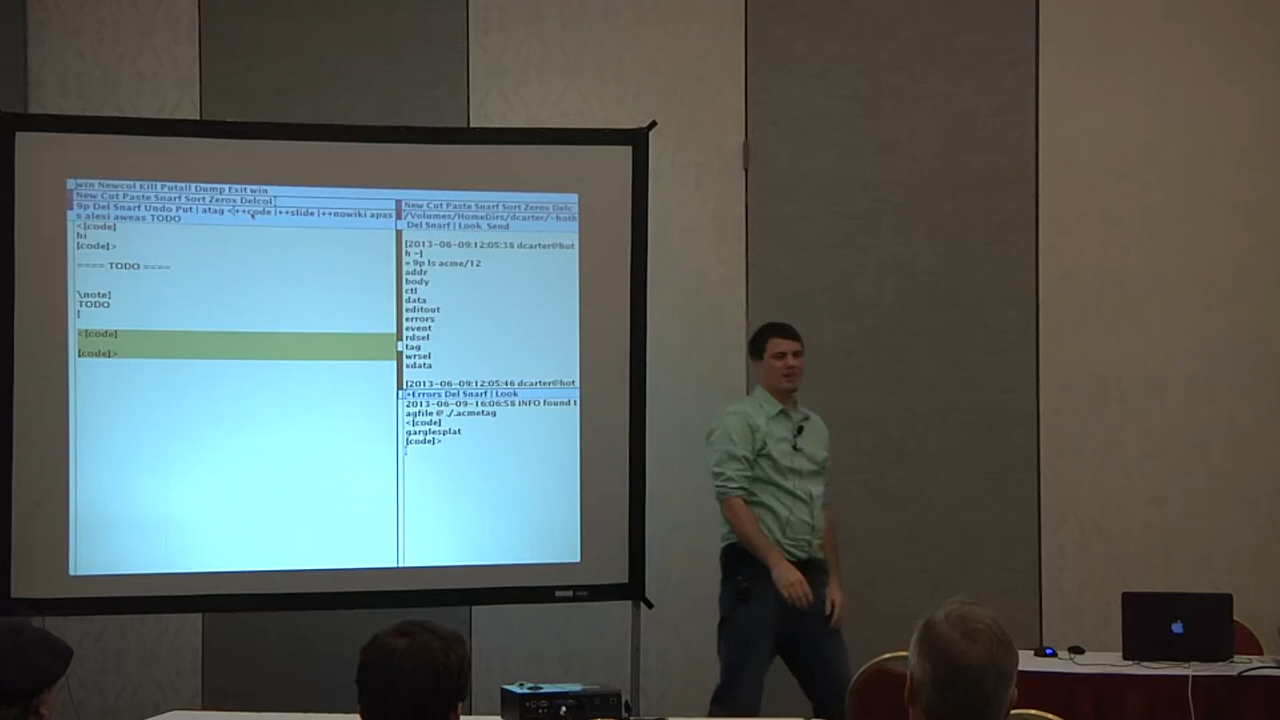 win Newcol Kill Putall Dump Exit win
New Cut Paste Snarf Sort Zerox Delcol
9p Del Snarf Undo Put | atag <|++code |++slide |++nowiki apas
s alexi aweas TODO
<[code]
hi
[code]>
==== TODO ====
\note[
TODO
]
<[code]
[code]>
New Cut Paste Snarf Sort Zerox Delc
/Volumes/HomeDirs/dcarter/-hoth
Del Snarf | Look Send
[2013-06-09:12:05:38 dcarter@hot
h ~]
» 9p ls acme/12
addr
body
ctl
data
editout
errors
event
rdsel
tag
wrsel
xdata
[2013-06-09:12:05:46 dcarter@hot
+Errors Del Snarf | Look
2013-06-09-16:06:58 INFO found t
agfile @ ./.acmetag
<[code]
garglesplat
[code]>